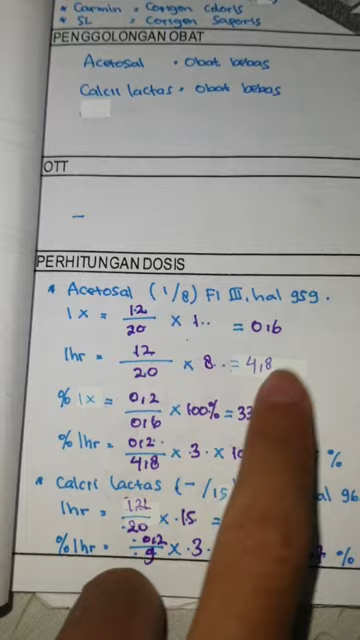 * Carmin = Corigen Coloris
* SL = Corigen Saporis
PENGGOLONGAN OBAT
Acetosal = Obat bebas
Calcii lactas = Obat bebas
OTT
-
PERHITUNGAN DOSIS
* Acetosal (1/8) FI III, hal 959.
1x = 12/20 x 1.. = 0,6
1hr = 12/20 x 8. = 4,8
% 1x = 0,2/0,6 x 100% = 33
% 1hr = 0,2./4,8 x 3. x 10 %
* Calcii lactas (-/15) al 96
1hr = 12/.20 x .15. =
% 1hr = .0,2/.9 x .3. %